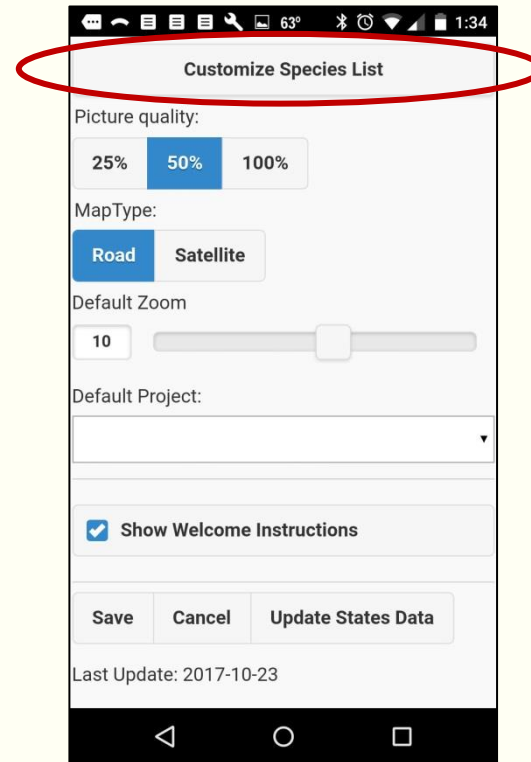 63° 1:34
Customize Species List
Picture quality:
25% 50% 100%
MapType:
Road Satellite
Default Zoom
10
Default Project:
Show Welcome Instructions
Save Cancel Update States Data
Last Update: 2017-10-23